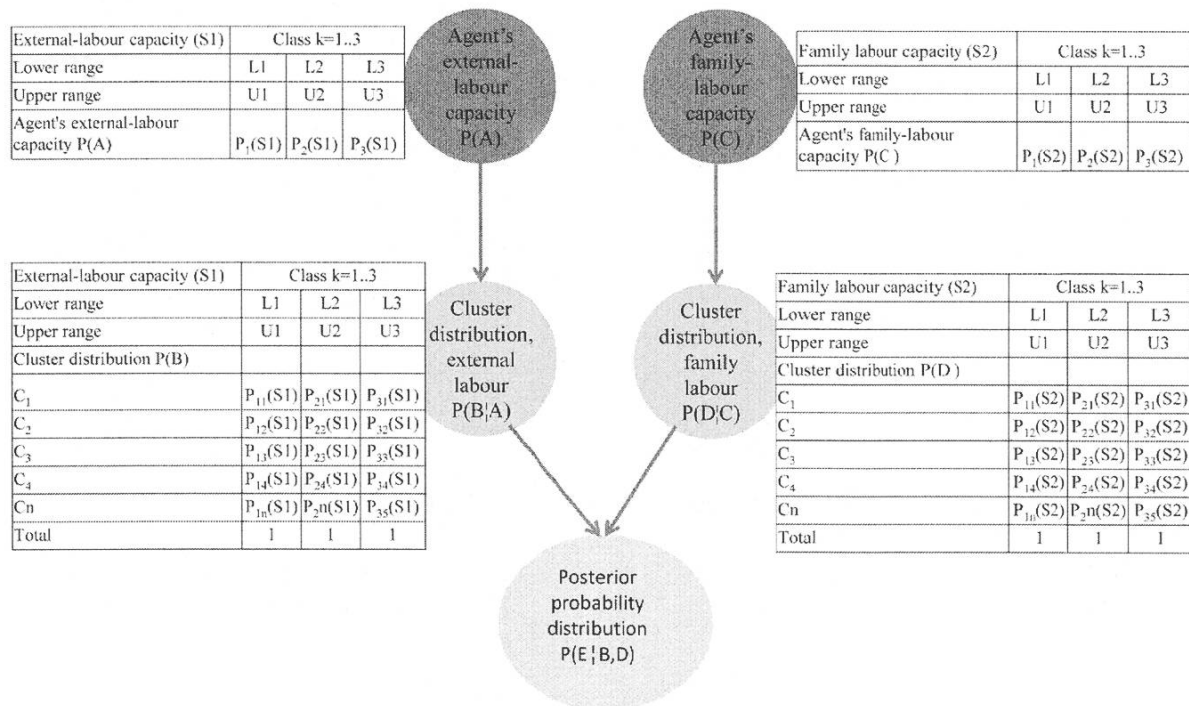 External-labour capacity (S1) Class k=1..3
Lower range L1 L2 L3
Upper range U1 U2 U3
Agent's external-labour
capacity P(A) P₁(S1) P₂(S1) P₃(S1)
Agent's
external-
labour
capacity
P(A)
Agent's
family-
labour
capacity
P(C)
Family labour capacity (S2) Class k=1..3
Lower range L1 L2 L3
Upper range U1 U2 U3
Agent's family-labour
capacity P(C ) P₁(S2) P₂(S2) P₃(S2)
External-labour capacity (S1) Class k=1..3
Lower range L1 L2 L3
Upper range U1 U2 U3
Cluster distribution P(B)
C₁ P₁₁(S1) P₂₁(S1) P₃₁(S1)
C₂ P₁₂(S1) P₂₂(S1) P₃₂(S1)
C₃ P₁₃(S1) P₂₃(S1) P₃₃(S1)
C₄ P₁₄(S1) P₂₄(S1) P₃₄(S1)
Cn P₁ₙ(S1) P₂n(S1) P₃₅(S1)
Total 1 1 1
Cluster
distribution,
external
labour
P(B¦A)
Cluster
distribution,
family
labour
P(D¦C)
Family labour capacity (S2) Class k=1..3
Lower range L1 L2 L3
Upper range U1 U2 U3
Cluster distribution P(D )
C₁ P₁₁(S2) P₂₁(S2) P₃₁(S2)
C₂ P₁₂(S2) P₂₂(S2) P₃₂(S2)
C₃ P₁₃(S2) P₂₃(S2) P₃₃(S2)
C₄ P₁₄(S2) P₂₄(S2) P₃₄(S2)
Cn P₁ₙ(S2) P₂n(S2) P₃₅(S2)
Total 1 1 1
Posterior
probability
distribution
P(E¦B,D)